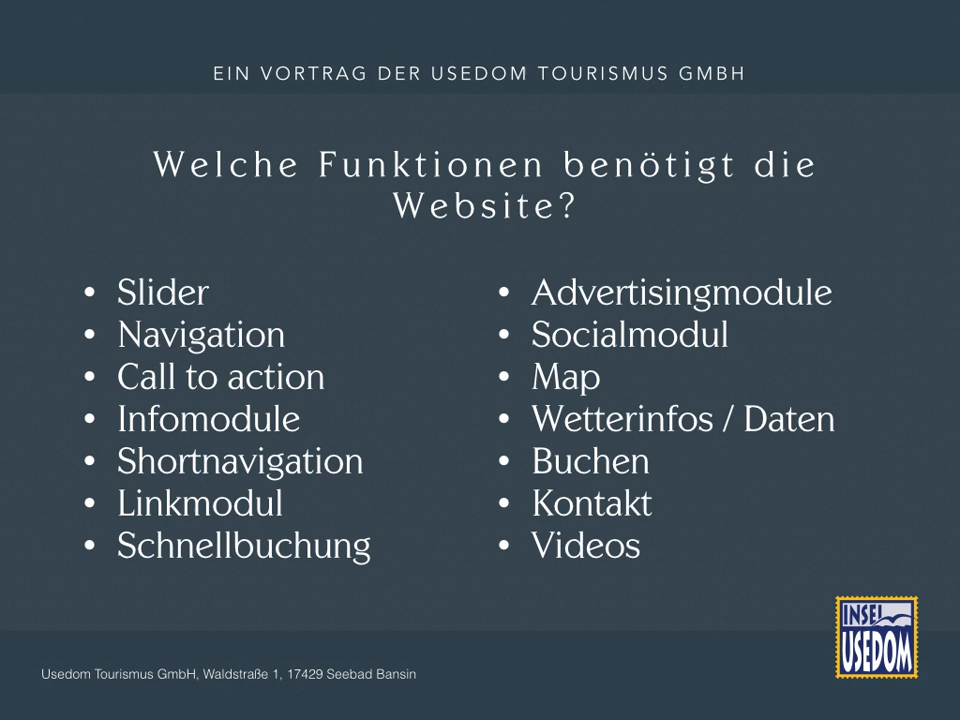 EIN VORTRAG DER USEDOM TOURISMUS GMBH
Welche Funktionen benötigt die
Website?
• Slider
• Navigation
• Call to action
• Infomodule
• Shortnavigation
• Linkmodul
• Schnellbuchung
• Advertisingmodule
• Socialmodul
• Map
• Wetterinfos / Daten
• Buchen
• Kontakt
• Videos
INSEL
USEDOM
Usedom Tourismus GmbH, Waldstraße 1, 17429 Seebad Bansin